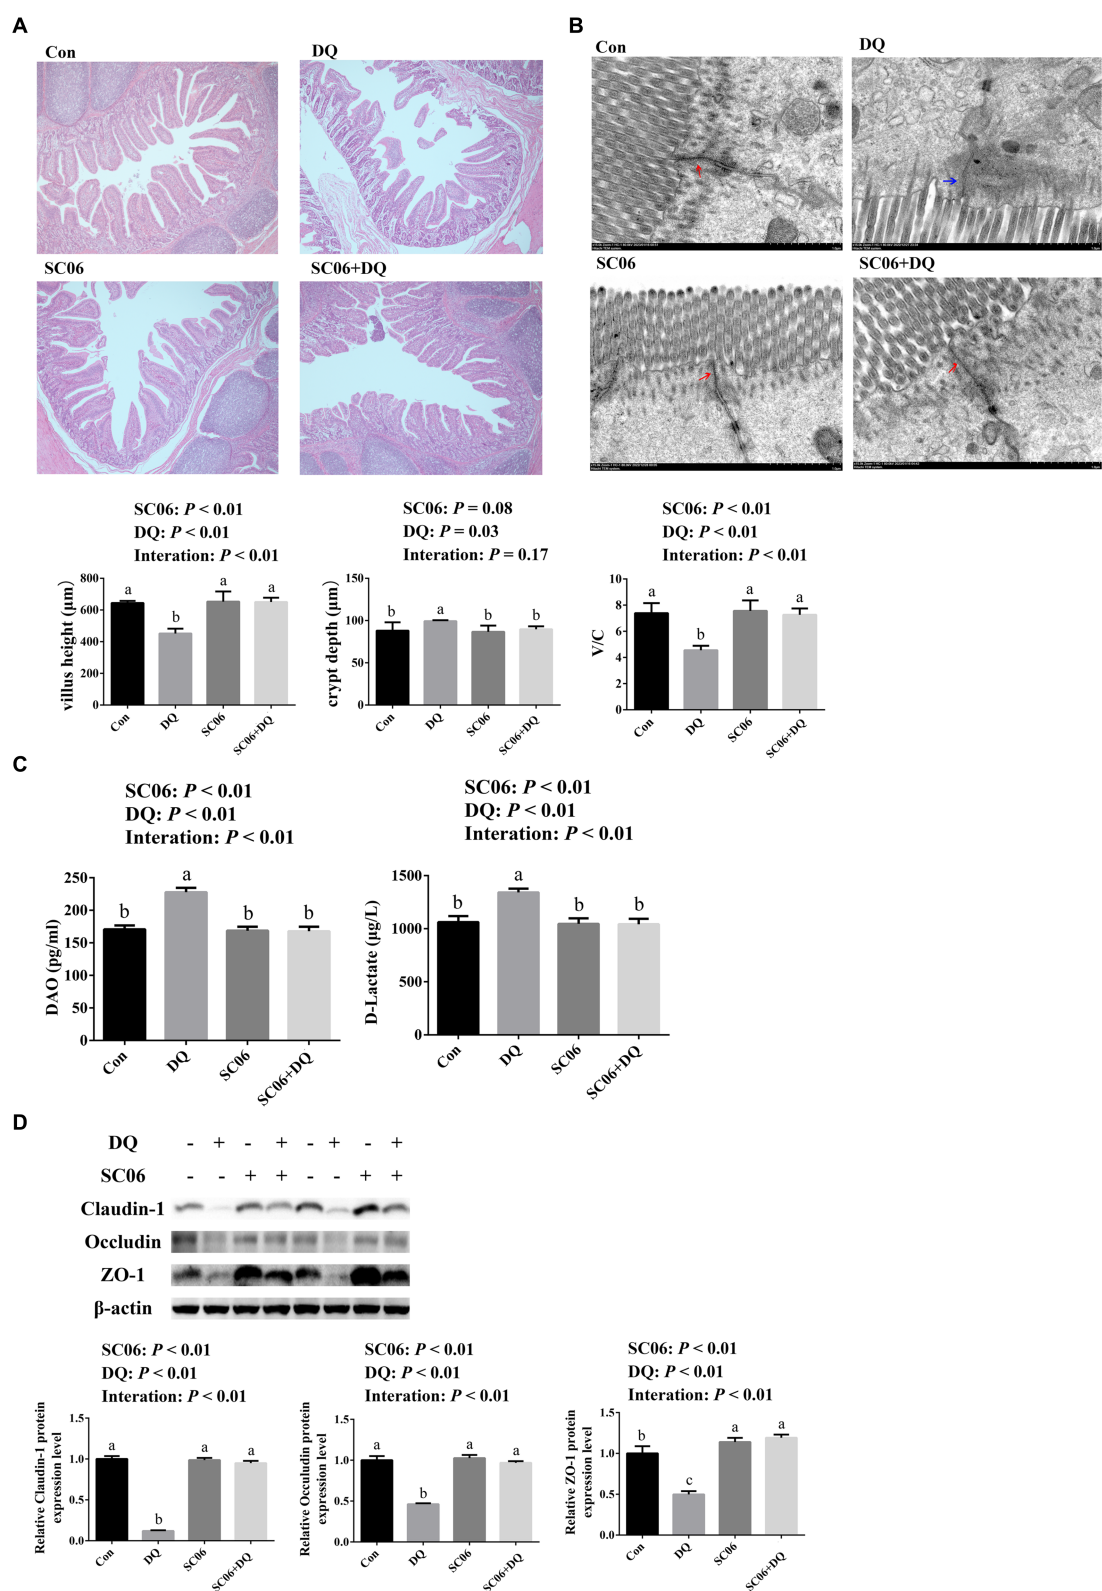 A
Con
DQ
SC06
SC06+DQ
B
Con
DQ
SC06
SC06+DQ
SC06: P < 0.01
DQ: P < 0.01
Interation: P < 0.01
villus height (μm)
800
600
400
200
0
a
b
a
a
Con
DQ
SC06
SC06+DQ
SC06: P = 0.08
DQ: P = 0.03
Interation: P = 0.17
crypt depth (μm)
150
100
50
0
b
a
b
b
Con
DQ
SC06
SC06+DQ
SC06: P < 0.01
DQ: P < 0.01
Interation: P < 0.01
V/C
10
8
6
4
2
0
a
b
a
a
Con
DQ
SC06
SC06+DQ
C
SC06: P < 0.01
DQ: P < 0.01
Interation: P < 0.01
DAO (pg/ml)
250
200
150
100
50
0
b
a
b
b
Con
DQ
SC06
SC06+DQ
SC06: P < 0.01
DQ: P < 0.01
Interation: P < 0.01
D-Lactate (μg/L)
1500
1000
500
0
b
a
b
b
Con
DQ
SC06
SC06+DQ
D
DQ - + - + - + - +
SC06 - - + + - - + +
Claudin-1
Occludin
ZO-1
β-actin
SC06: P < 0.01
DQ: P < 0.01
Interation: P < 0.01
Relative Claudin-1 protein
expression level
1.5
1.0
0.5
0.0
a
b
a
a
Con
DQ
SC06
SC06+DQ
SC06: P < 0.01
DQ: P < 0.01
Interation: P < 0.01
Relative Occuludin protein
expression level
1.5
1.0
0.5
0.0
a
b
a
a
Con
DQ
SC06
SC06+DQ
SC06: P < 0.01
DQ: P < 0.01
Interation: P < 0.01
Relative ZO-1 protein
expression level
1.5
1.0
0.5
0.0
b
c
a
a
Con
DQ
SC06
SC06+DQ